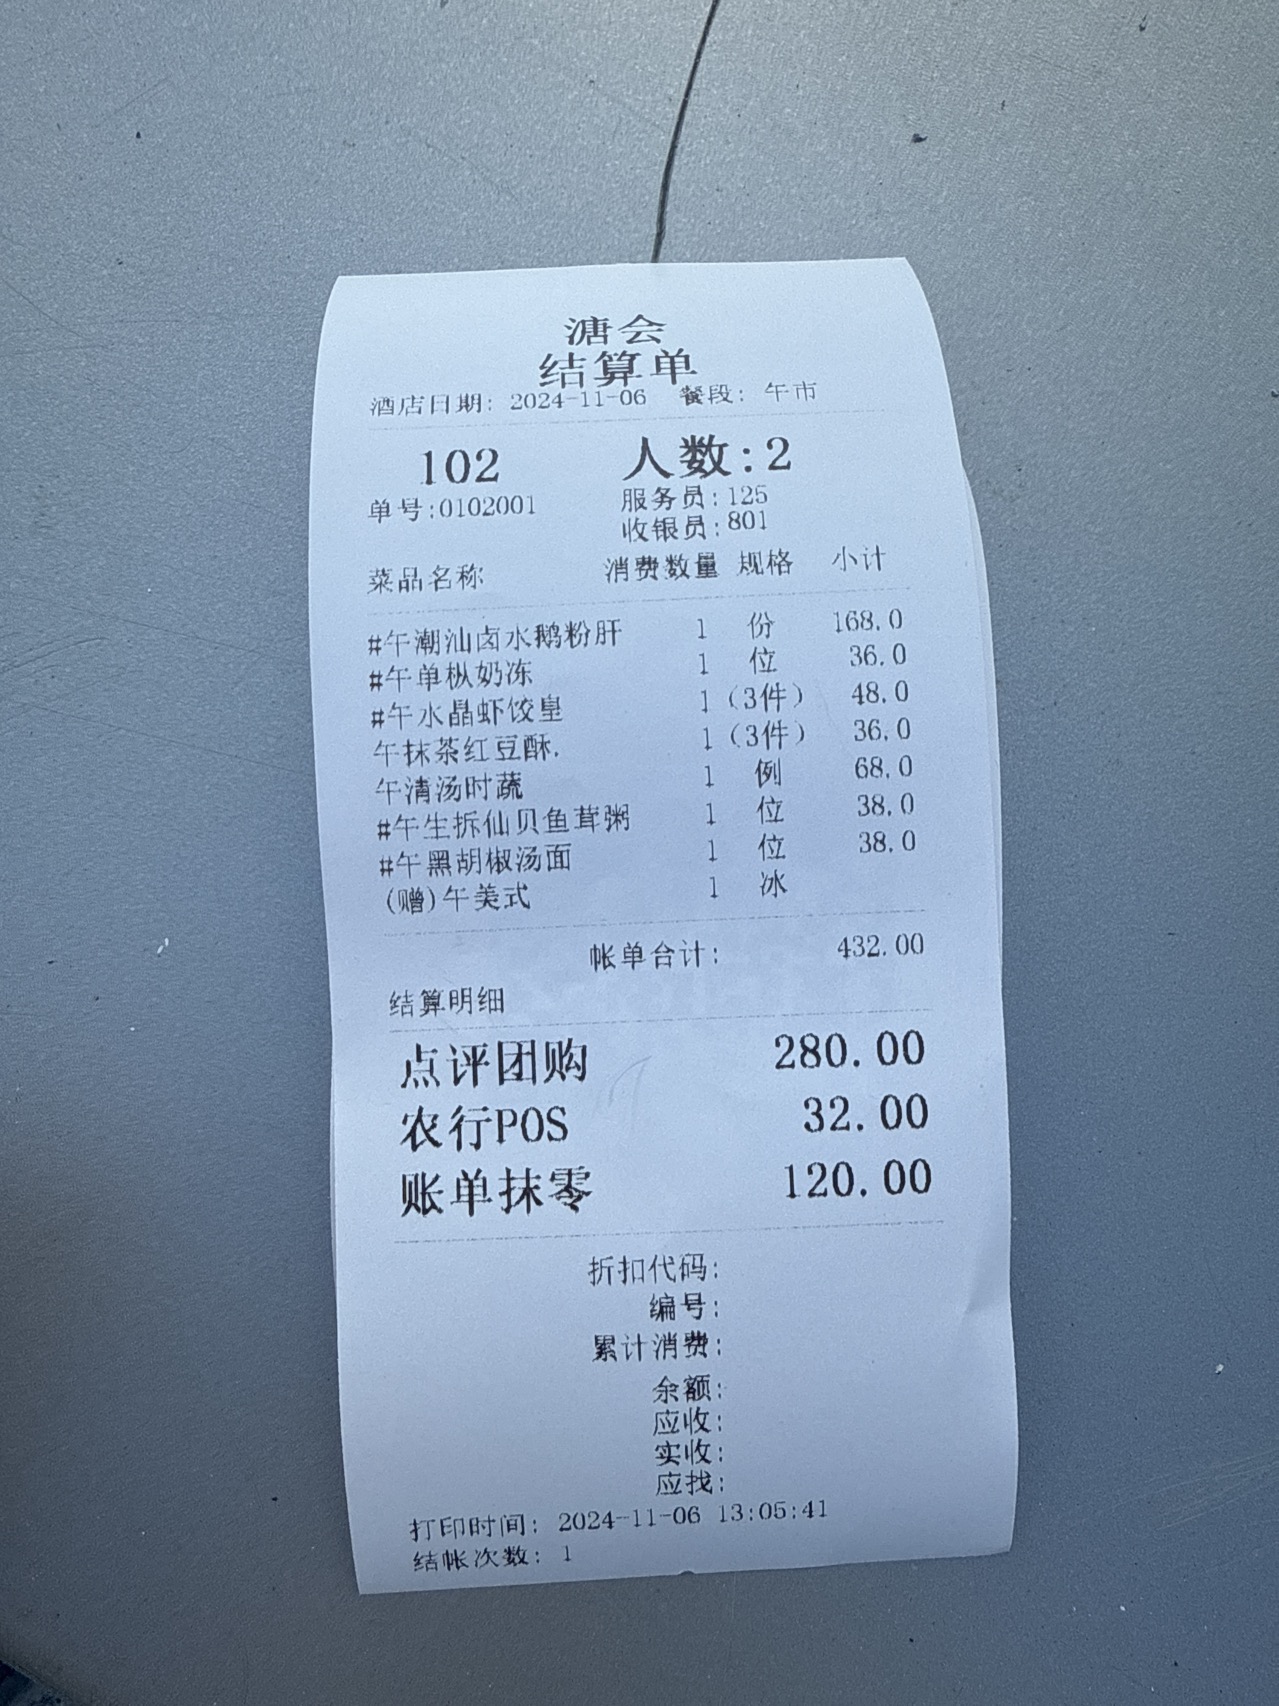 溏会
结算单
酒店日期: 2024-11-06 餐段: 午市
102 人数:2
单号:0102001 服务员:125
收银员:801
菜品名称 消费数量 规格 小计
#午潮汕卤水鹅粉肝 1 份 168.0
#午单枞奶冻 1 位 36.0
#午水晶虾饺皇 1 (3件) 48.0
午抹茶红豆酥. 1 (3件) 36.0
午清汤时蔬 1 例 68.0
#午生拆仙贝鱼茸粥 1 位 38.0
#午黑胡椒汤面 1 位 38.0
(赠)午美式 1 冰
帐单合计: 432.00
结算明细
点评团购 280.00
农行POS 32.00
账单抹零 120.00
折扣代码:
编号:
累计消费:
余额:
应收:
实收:
应找:
打印时间: 2024-11-06 13:05:41
结帐次数: 1